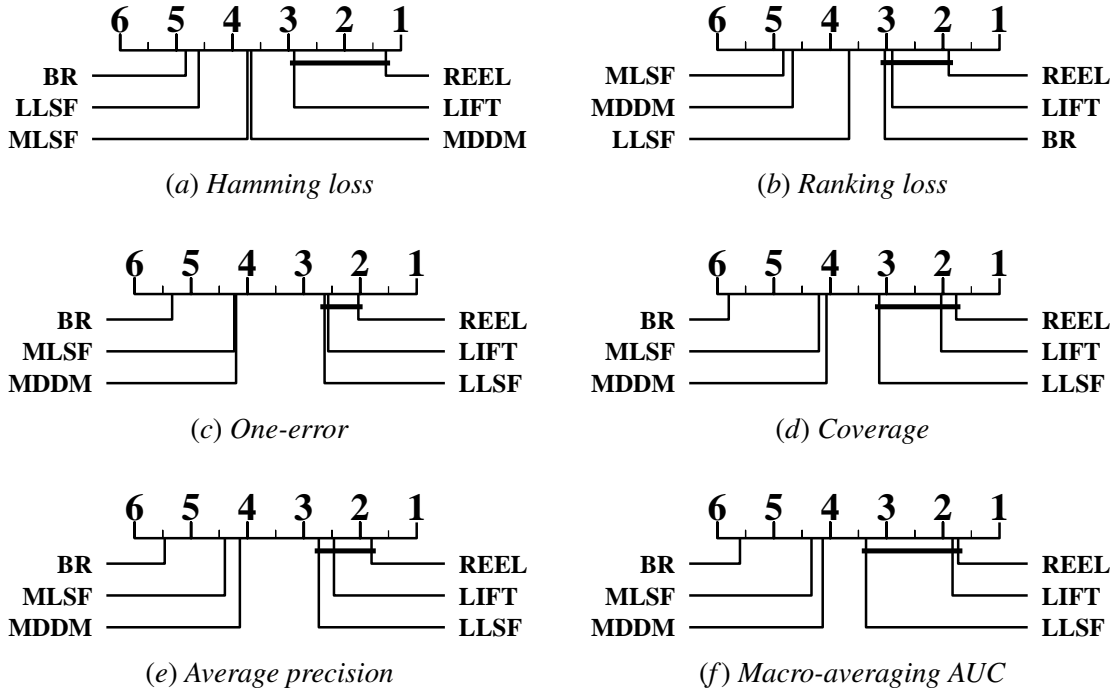 6 5 4 3 2 1
BR REEL
LLSF LIFT
MLSF MDDM
(a) Hamming loss
6 5 4 3 2 1
MLSF REEL
MDDM LIFT
LLSF BR
(b) Ranking loss
6 5 4 3 2 1
BR REEL
MLSF LIFT
MDDM LLSF
(c) One-error
6 5 4 3 2 1
BR REEL
MLSF LIFT
MDDM LLSF
(d) Coverage
6 5 4 3 2 1
BR REEL
MLSF LIFT
MDDM LLSF
(e) Average precision
6 5 4 3 2 1
BR REEL
MLSF LIFT
MDDM LLSF
(f) Macro-averaging AUC